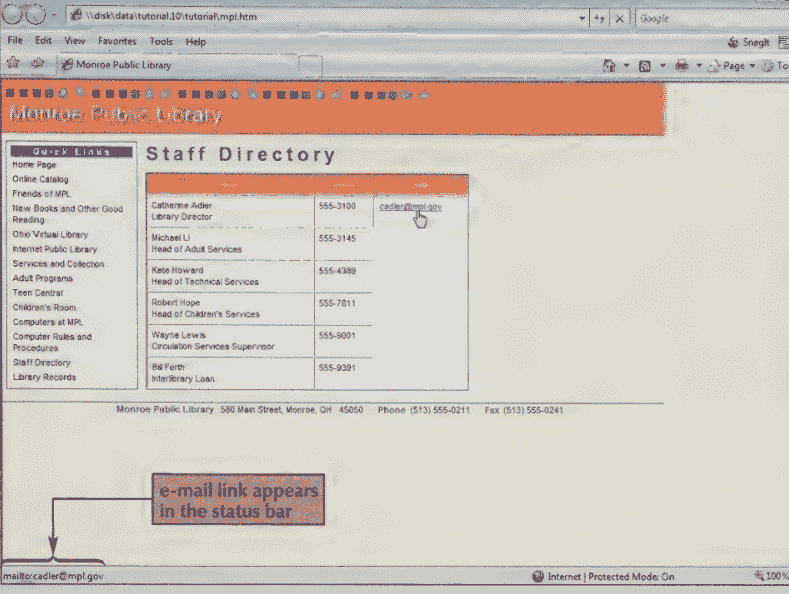 \\disk\data\tutorial.10\tutorial\mpl.htm
Google
File Edit View Favorites Tools Help
SnagIt
Monroe Public Library
Page
To
Monroe Public Library
Quick Links
Home Page
Online Catalog
Friends of MPL
New Books and Other Good
Reading
Ohio Virtual Library
Internet Public Library
Services and Collection
Adult Programs
Teen Central
Children's Room
Computers at MPL
Computer Rules and
Procedures
Staff Directory
Library Records
Staff Directory
Catherine Adler 555-3100 cadler@mpl.gov
Library Director
Michael Li 555-3145
Head of Adult Services
Kate Howard 555-4389
Head of Technical Services
Robert Hope 555-7811
Head of Children's Services
Wayne Lewis 555-9001
Circulation Services Supervisor
Bill Forth 555-9391
Interlibrary Loan
Monroe Public Library 580 Main Street, Monroe, OH 45050 Phone (513) 555-0211 Fax (513) 555-0241
e-mail link appears
in the status bar
mailto:cadler@mpl.gov
Internet | Protected Mode: On
100%